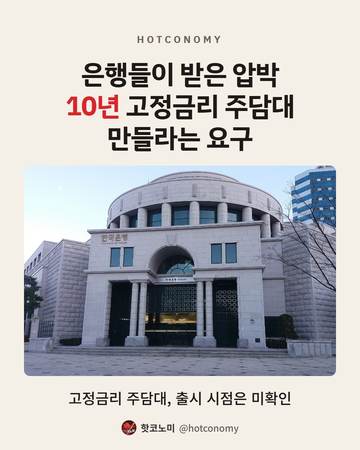 HOTCONOMY
은행들이 받은 압박
10년 고정금리 주담대
만들라는 요구
한국은행
고정금리 주담대, 출시 시점은 미확인
핫코노미 @hotconomy